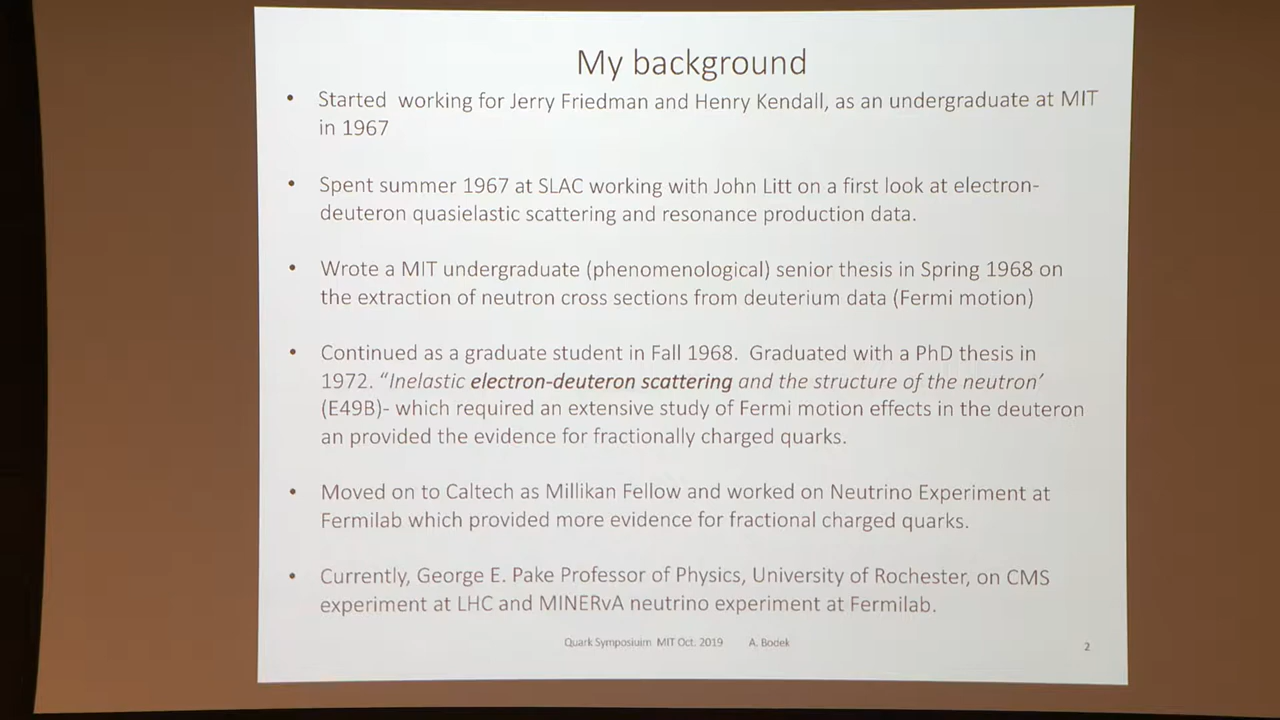 My background
• Started working for Jerry Friedman and Henry Kendall, as an undergraduate at MIT
in 1967
• Spent summer 1967 at SLAC working with John Litt on a first look at electron-
deuteron quasielastic scattering and resonance production data.
• Wrote a MIT undergraduate (phenomenological) senior thesis in Spring 1968 on
the extraction of neutron cross sections from deuterium data (Fermi motion)
• Continued as a graduate student in Fall 1968. Graduated with a PhD thesis in
1972. “Inelastic electron-deuteron scattering and the structure of the neutron’
(E49B)- which required an extensive study of Fermi motion effects in the deuteron
an provided the evidence for fractionally charged quarks.
• Moved on to Caltech as Millikan Fellow and worked on Neutrino Experiment at
Fermilab which provided more evidence for fractional charged quarks.
• Currently, George E. Pake Professor of Physics, University of Rochester, on CMS
experiment at LHC and MINERvA neutrino experiment at Fermilab.
Quark Symposiuim MIT Oct. 2019 A. Bodek
2